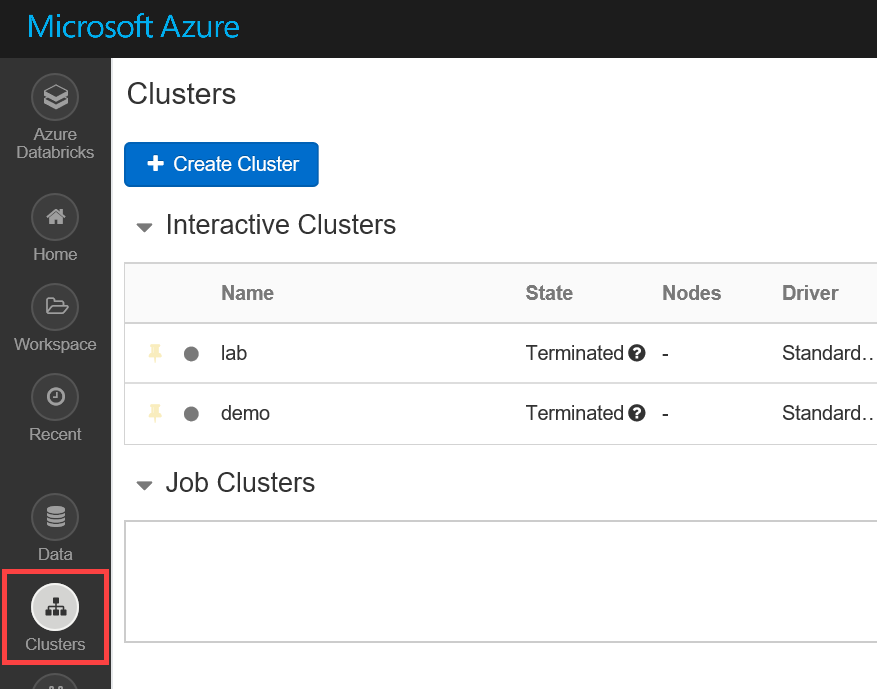 Microsoft Azure
Azure
Databricks
Home
Workspace
Recent
Data
Clusters
Clusters
Create Cluster
Interactive Clusters
Name State Nodes Driver
lab Terminated - Standard...
demo Terminated - Standard...
Job Clusters